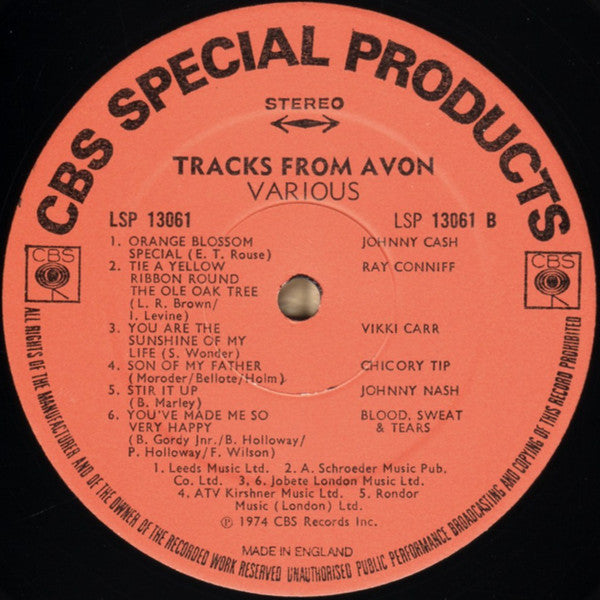 CBS SPECIAL PRODUCTS
STEREO
TRACKS FROM AVON
VARIOUS
LSP 13061 LSP 13061 B
1. ORANGE BLOSSOM JOHNNY CASH
SPECIAL (E. T. Rouse)
2. TIE A YELLOW RAY CONNIFF
RIBBON ROUND
THE OLE OAK TREE
(L. R. Brown/
I. Levine)
3. YOU ARE THE VIKKI CARR
SUNSHINE OF MY
LIFE (S. Wonder)
4. SON OF MY FATHER CHICORY TIP
(Moroder/Bellote/Holm)
5. STIR IT UP JOHNNY NASH
(B. Marley)
6. YOU'VE MADE ME SO BLOOD, SWEAT
VERY HAPPY & TEARS
(B. Gordy Jnr./B.
Holloway/
P. Holloway/F. Wilson)
1. Leeds Music Ltd. 2. A. Schroeder Music Pub.
Co. Ltd. 3. 6. Jobete London Music Ltd.
4. ATV Kirshner Music Ltd. 5. Rondor
Music (London) Ltd.
℗ 1974 CBS Records Inc.
MADE IN ENGLAND
CBS
CBS
ALL RIGHTS OF THE MANUFACTURER AND OF THE OWNER OF THE RECORDED WORK RESERVED UNAUTHORISED PUBLIC PERFORMANCE BROADCASTING AND COPYING OF THIS RECORD PROHIBITED